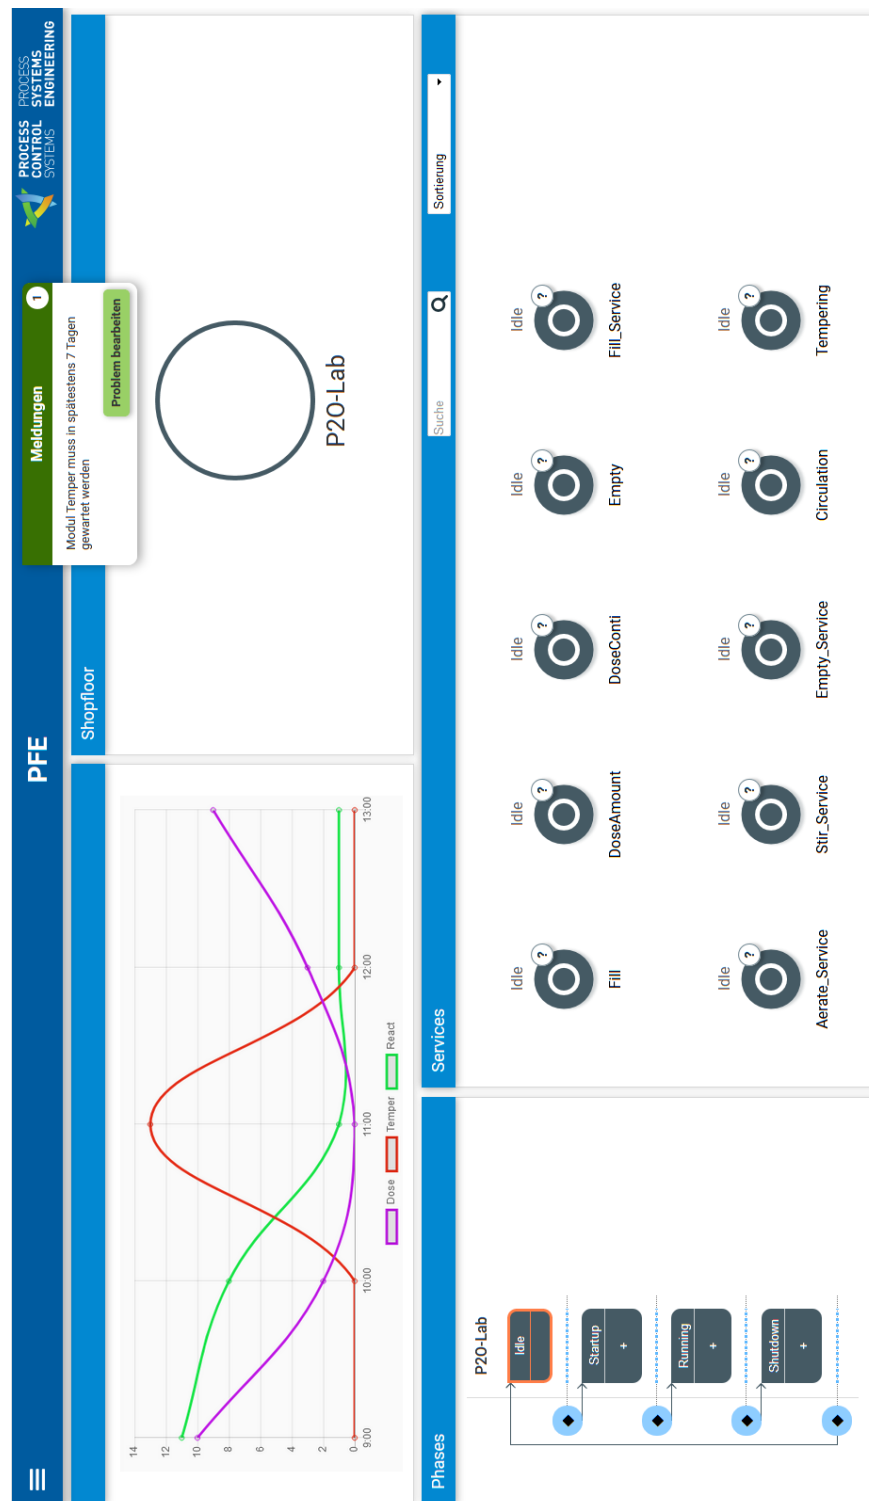 PFE
PROCESS
CONTROL
SYSTEMS
PROCESS
SYSTEMS
ENGINEERING
Meldungen
1
Modul Temper muss in spätestens 7 Tagen
gewartet werden
Problem bearbeiten
14
12
10
8
6
4
2
0
9:00
10:00
11:00
12:00
13:00
Dose
Temper
React
Shopfloor
P2O-Lab
Phases
P2O-Lab
Idle
Startup
+
Running
+
Shutdown
+
Services
Suche
Sortierung
Idle
?
Fill
Idle
?
DoseAmount
Idle
?
DoseConti
Idle
?
Empty
Idle
?
Fill_Service
Idle
?
Aerate_Service
Idle
?
Stir_Service
Idle
?
Empty_Service
Idle
?
Circulation
Idle
?
Tempering